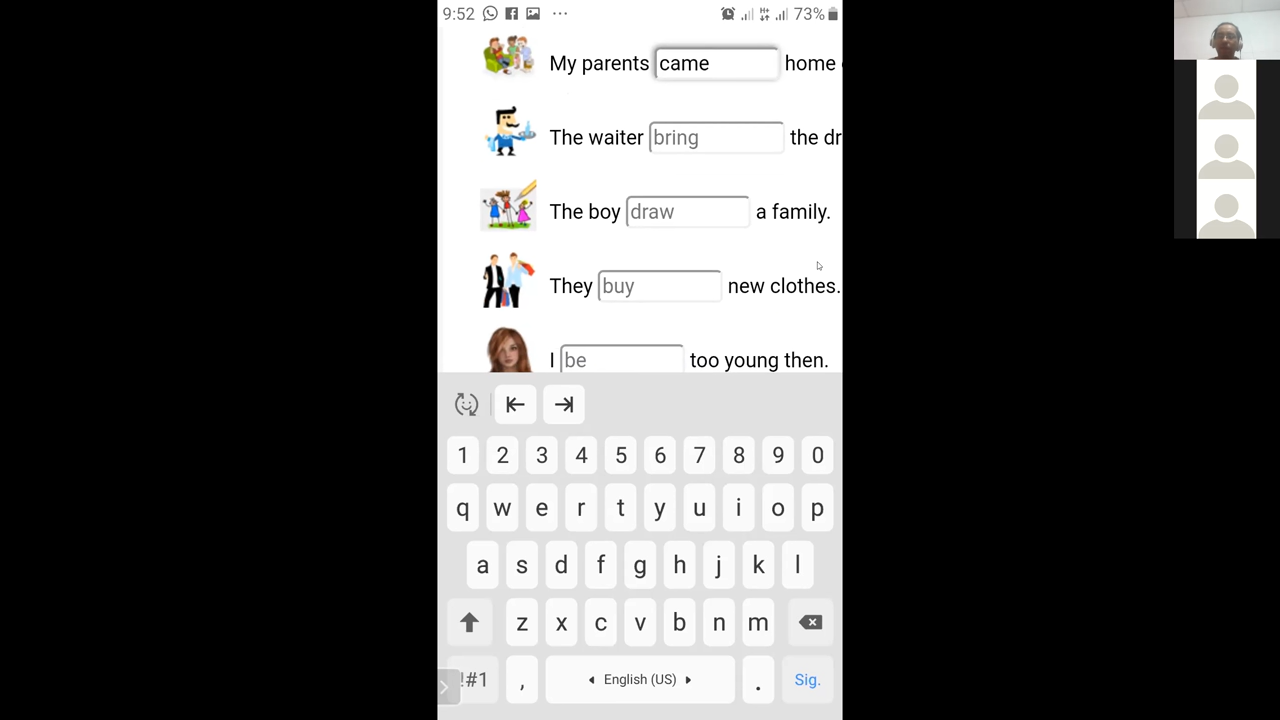 9:52 ... 73%
My parents came home
The waiter bring the
The boy draw a family.
They buy new clothes.
I be too young then.
1 2 3 4 5 6 7 8 9 0
q w e r t y u i o p
a s d f g h j k l
z x c v b n m
!#1 , English (US) . Sig.